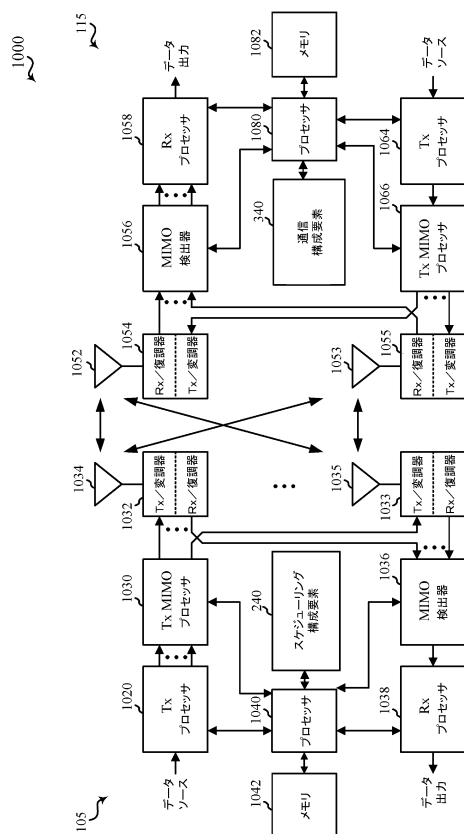 1000
105
115
データ
ソース
1020
Tx
プロセッサ
1030
Tx MIMO
プロセッサ
1032
Tx/変調器
Rx/復調器
1034
1052
1054
Rx/復調器
Tx/変調器
1056
MIMO
検出器
1058
Rx
プロセッサ
データ
出力
1042
メモリ
1040
プロセッサ
240
スケジューリング
構成要素
340
通信
構成要素
1080
プロセッサ
1082
メモリ
データ
出力
1038
Rx
プロセッサ
1036
MIMO
検出器
1033
Tx/変調器
Rx/復調器
1035
1053
1055
Rx/復調器
Tx/変調器
1066
Tx MIMO
プロセッサ
1064
Tx
プロセッサ
データ
ソース